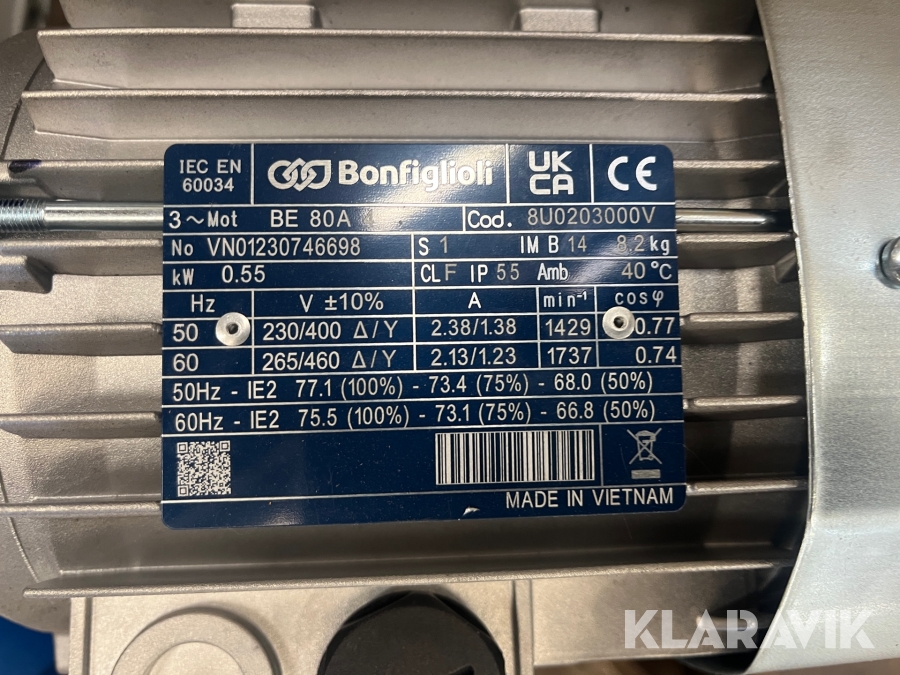 IEC EN 60034
Bonfiglioli
UK CA
CE
3~Mot BE 80A Cod. 8U0203000V
No VN01230746698 S 1 IM B 14 8.2 kg
kW 0.55 CL F IP 55 Amb 40 °C
Hz V ±10% A min⁻¹ cosφ
50 230/400 Δ/Y 2.38/1.38 1429 0.77
60 265/460 Δ/Y 2.13/1.23 1737 0.74
50Hz - IE2 77.1 (100%) - 73.4 (75%) - 68.0 (50%)
60Hz - IE2 75.5 (100%) - 73.1 (75%) - 66.8 (50%)
MADE IN VIETNAM
KLARAVIK